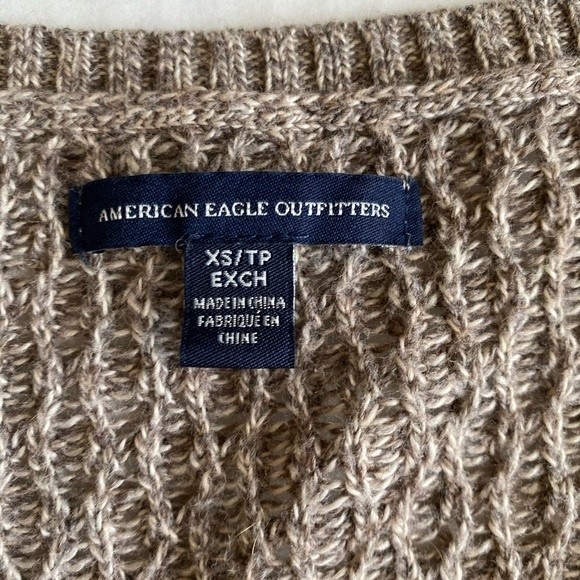 AMERICAN EAGLE OUTFITTERS
XS/TP
EXCH
MADE IN CHINA
FABRIQUÉ EN
CHINE